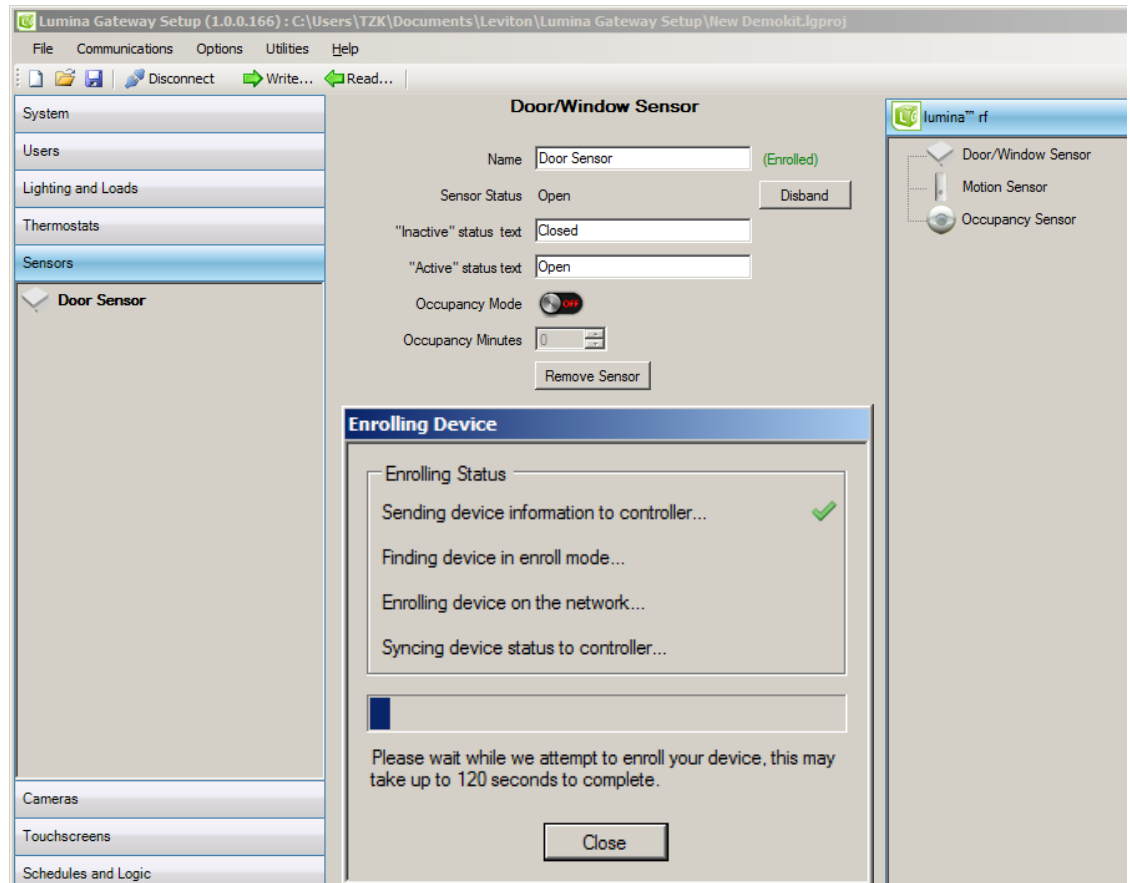 Lumina Gateway Setup (1.0.0.166) : C:\Users\TZK\Documents\Leviton\Lumina Gateway Setup\New Demokit.lgproj
File Communications Options Utilities Help
Disconnect Write... Read...
System
Users
Lighting and Loads
Thermostats
Sensors
Door Sensor
Cameras
Touchscreens
Schedules and Logic
Door/Window Sensor
Name Door Sensor (Enrolled)
Sensor Status Open Disband
"Inactive" status text Closed
"Active" status text Open
Occupancy Mode OFF
Occupancy Minutes 0
Remove Sensor
Enrolling Device
Enrolling Status
Sending device information to controller...
Finding device in enroll mode...
Enrolling device on the network...
Syncing device status to controller...
Please wait while we attempt to enroll your device, this may
take up to 120 seconds to complete.
Close
lumina™ rf
Door/Window Sensor
Motion Sensor
Occupancy Sensor